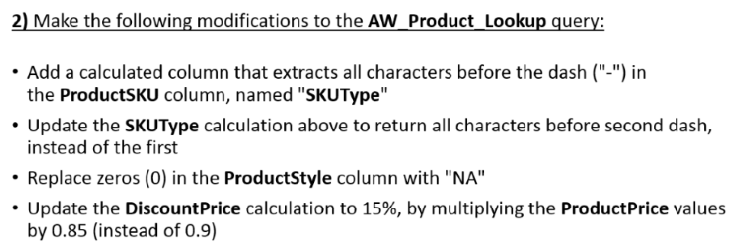 2) Make the following modifications to the AW_Product_Lookup query:
• Add a calculated column that extracts all characters before the dash ("-") in
the ProductSKU column, named "SKUType"
• Update the SKUType calculation above to return all characters before second dash,
instead of the first
• Replace zeros (0) in the ProductStyle column with "NA"
• Update the DiscountPrice calculation to 15%, by multiplying the ProductPrice values
by 0.85 (instead of 0.9)